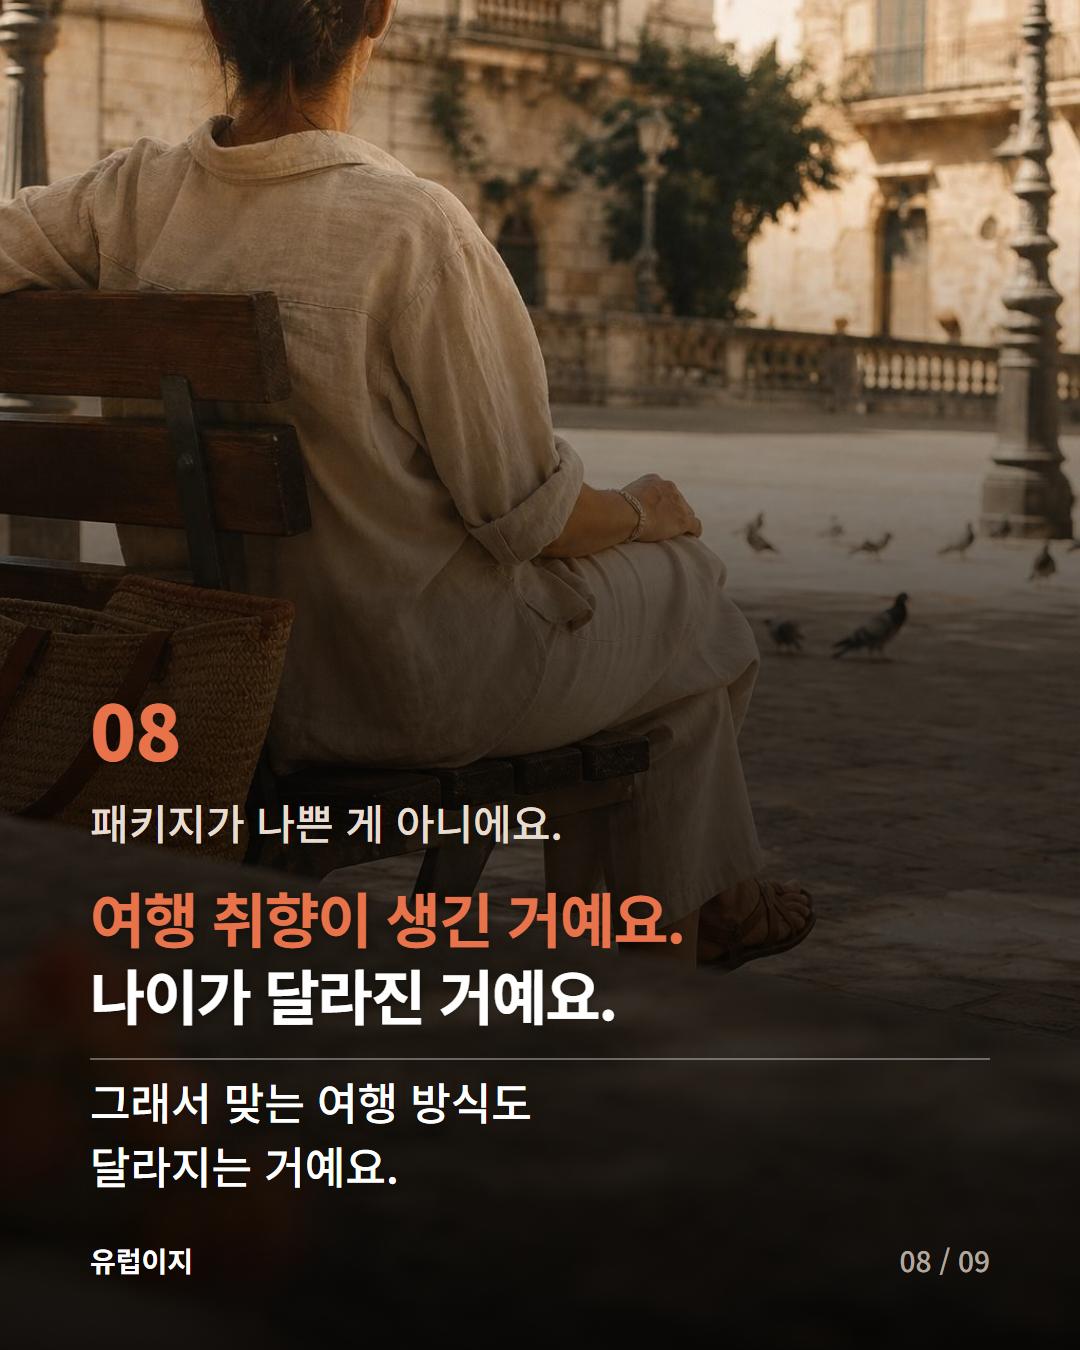 08
패키지가 나쁜 게 아니에요.
여행 취향이 생긴 거예요.
나이가 달라진 거예요.
그래서 맞는 여행 방식도
달라지는 거예요.
유럽이지
08 / 09